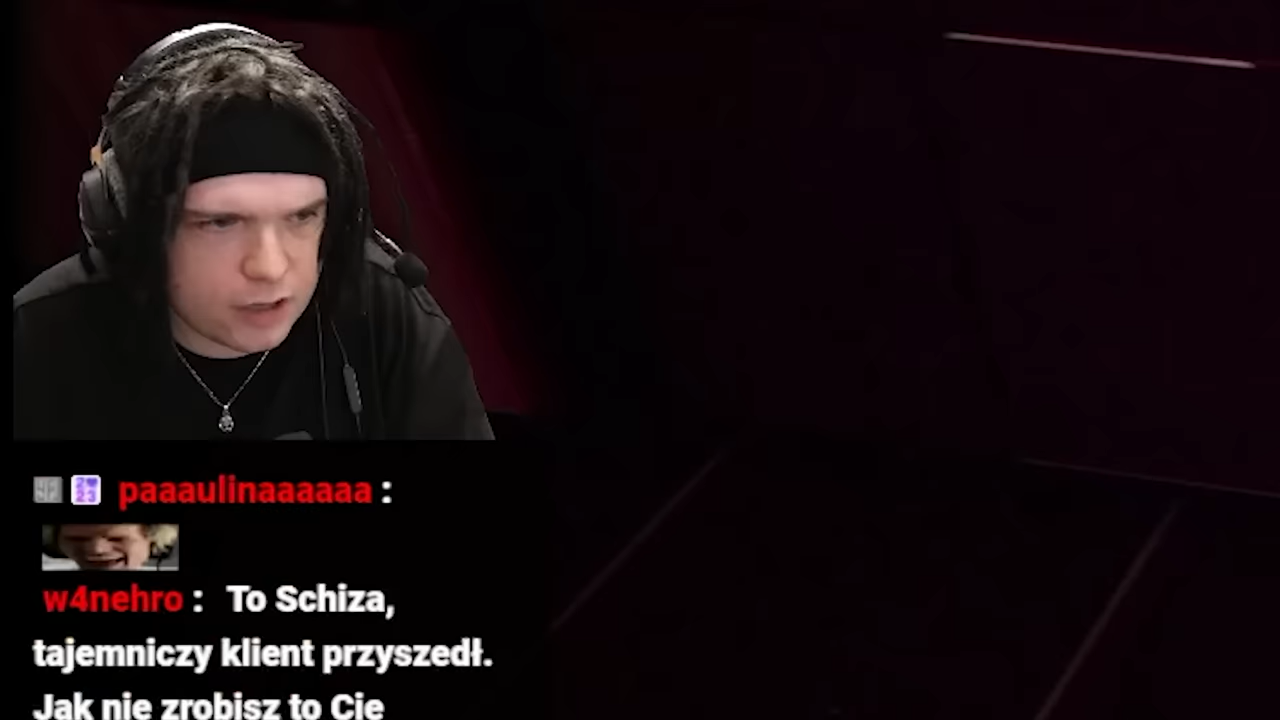 paaaulinaaaaaa :
w4nehro : To Schiza,
tajemniczy klient przyszedł.
Jak nie zrobisz to Cie